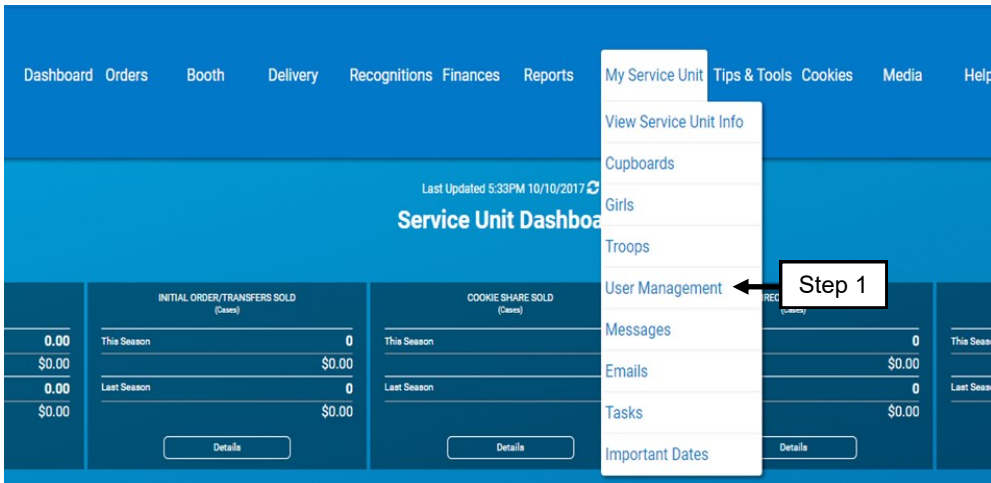 Dashboard Orders Booth Delivery Recognitions Finances Reports My Service Unit Tips & Tools Cookies Media Help
View Service Unit Info
Cupboards
Last Updated 5:33PM 10/10/2017
Girls
Service Unit Dashboa
Troops
User Management
Step 1
Messages
Emails
Tasks
Important Dates
0.00
$0.00
0.00
$0.00
INITIAL ORDER/TRANSFERS SOLD
(Cases)
This Season 0
$0.00
Last Season 0
$0.00
Details
COOKIE SHARE SOLD
(Cases)
This Season
Last Season
Details
REC
(Cases)
0
$0.00
0
$0.00
Details
This Seas
Last Seas